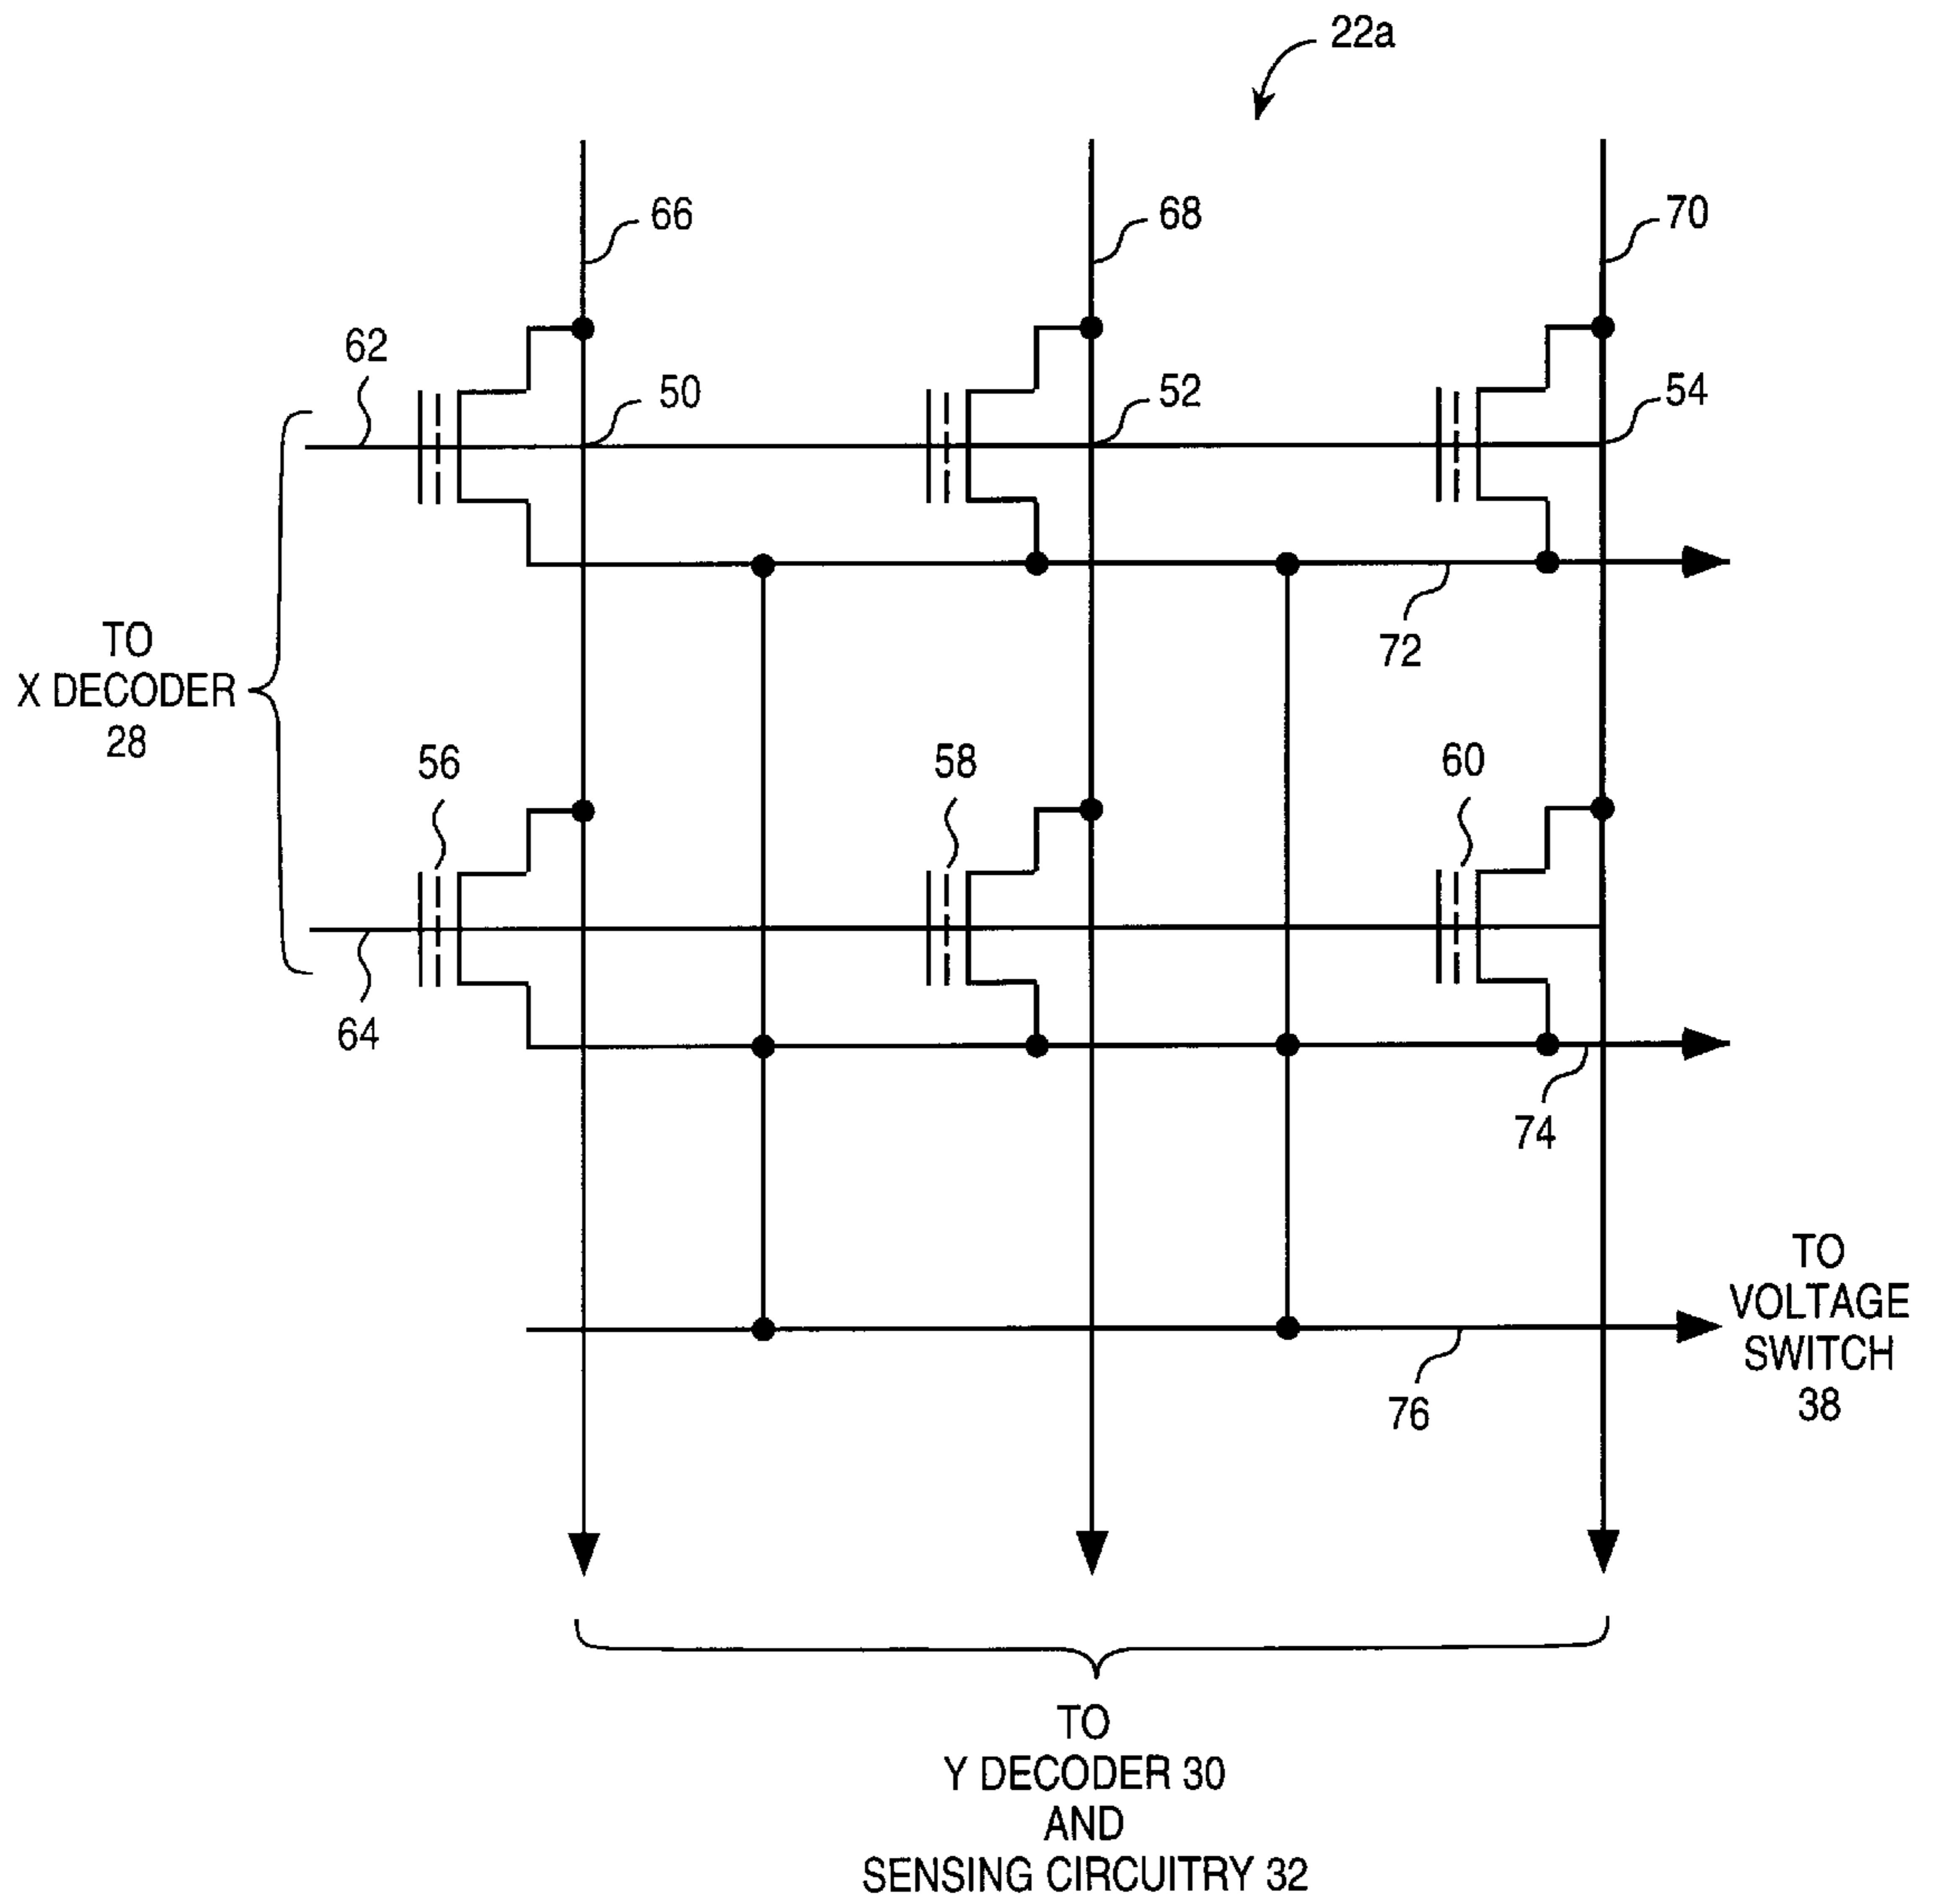 22a
66
68
70
62
50
52
54
72
TO
X DECODER
28
56
58
60
64
74
TO
VOLTAGE
SWITCH
38
76
TO
Y DECODER 30
AND
SENSING CIRCUITRY 32